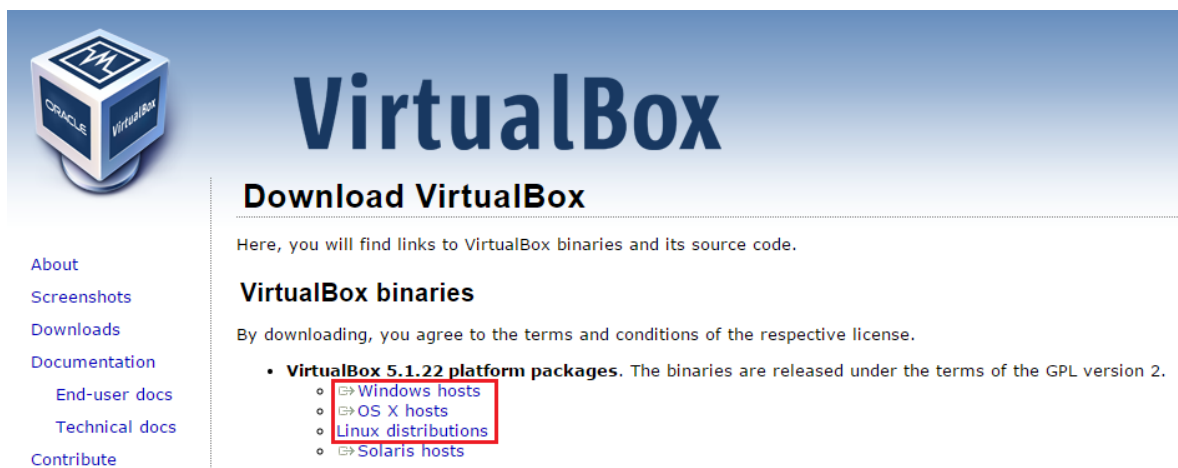 ORACLE
VirtualBox
VirtualBox
Download VirtualBox
Here, you will find links to VirtualBox binaries and its source code.
VirtualBox binaries
By downloading, you agree to the terms and conditions of the respective license.
• VirtualBox 5.1.22 platform packages. The binaries are released under the terms of the GPL version 2.
Windows hosts
OS X hosts
Linux distributions
Solaris hosts
About
Screenshots
Downloads
Documentation
End-user docs
Technical docs
Contribute